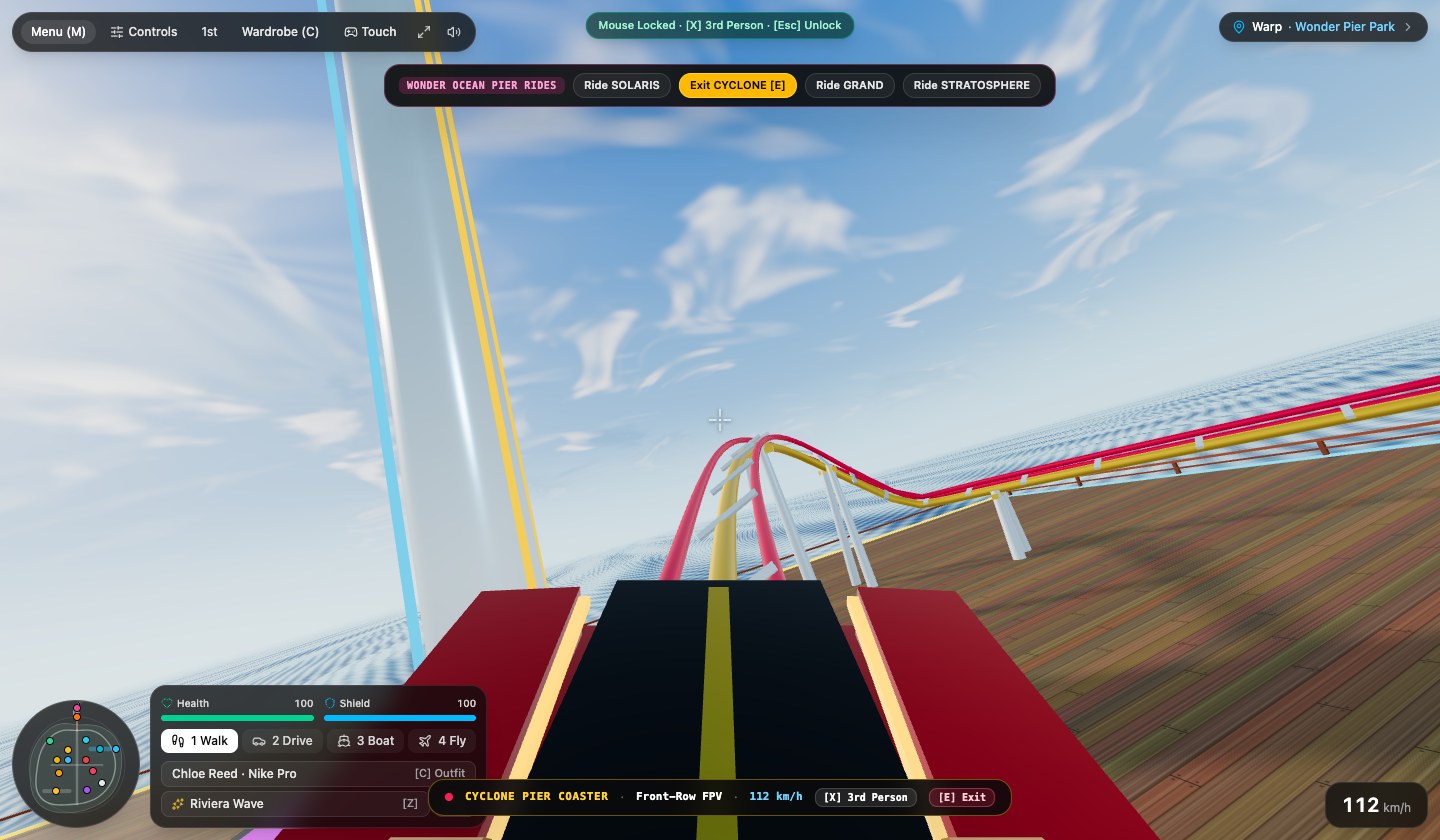 Menu (M) Controls 1st Wardrobe (C) Touch
Mouse Locked · [X] 3rd Person · [Esc] Unlock
Warp · Wonder Pier Park
WONDER OCEAN PIER RIDES Ride SOLARIS Exit CYCLONE [E] Ride GRAND Ride STRATOSPHERE
Health 100 Shield 100
1 Walk 2 Drive 3 Boat 4 Fly
Chloe Reed · Nike Pro [C] Outfit
Riviera Wave [Z]
CYCLONE PIER COASTER · Front–Row FPV · 112 km/h [X] 3rd Person [E] Exit
112 km/h